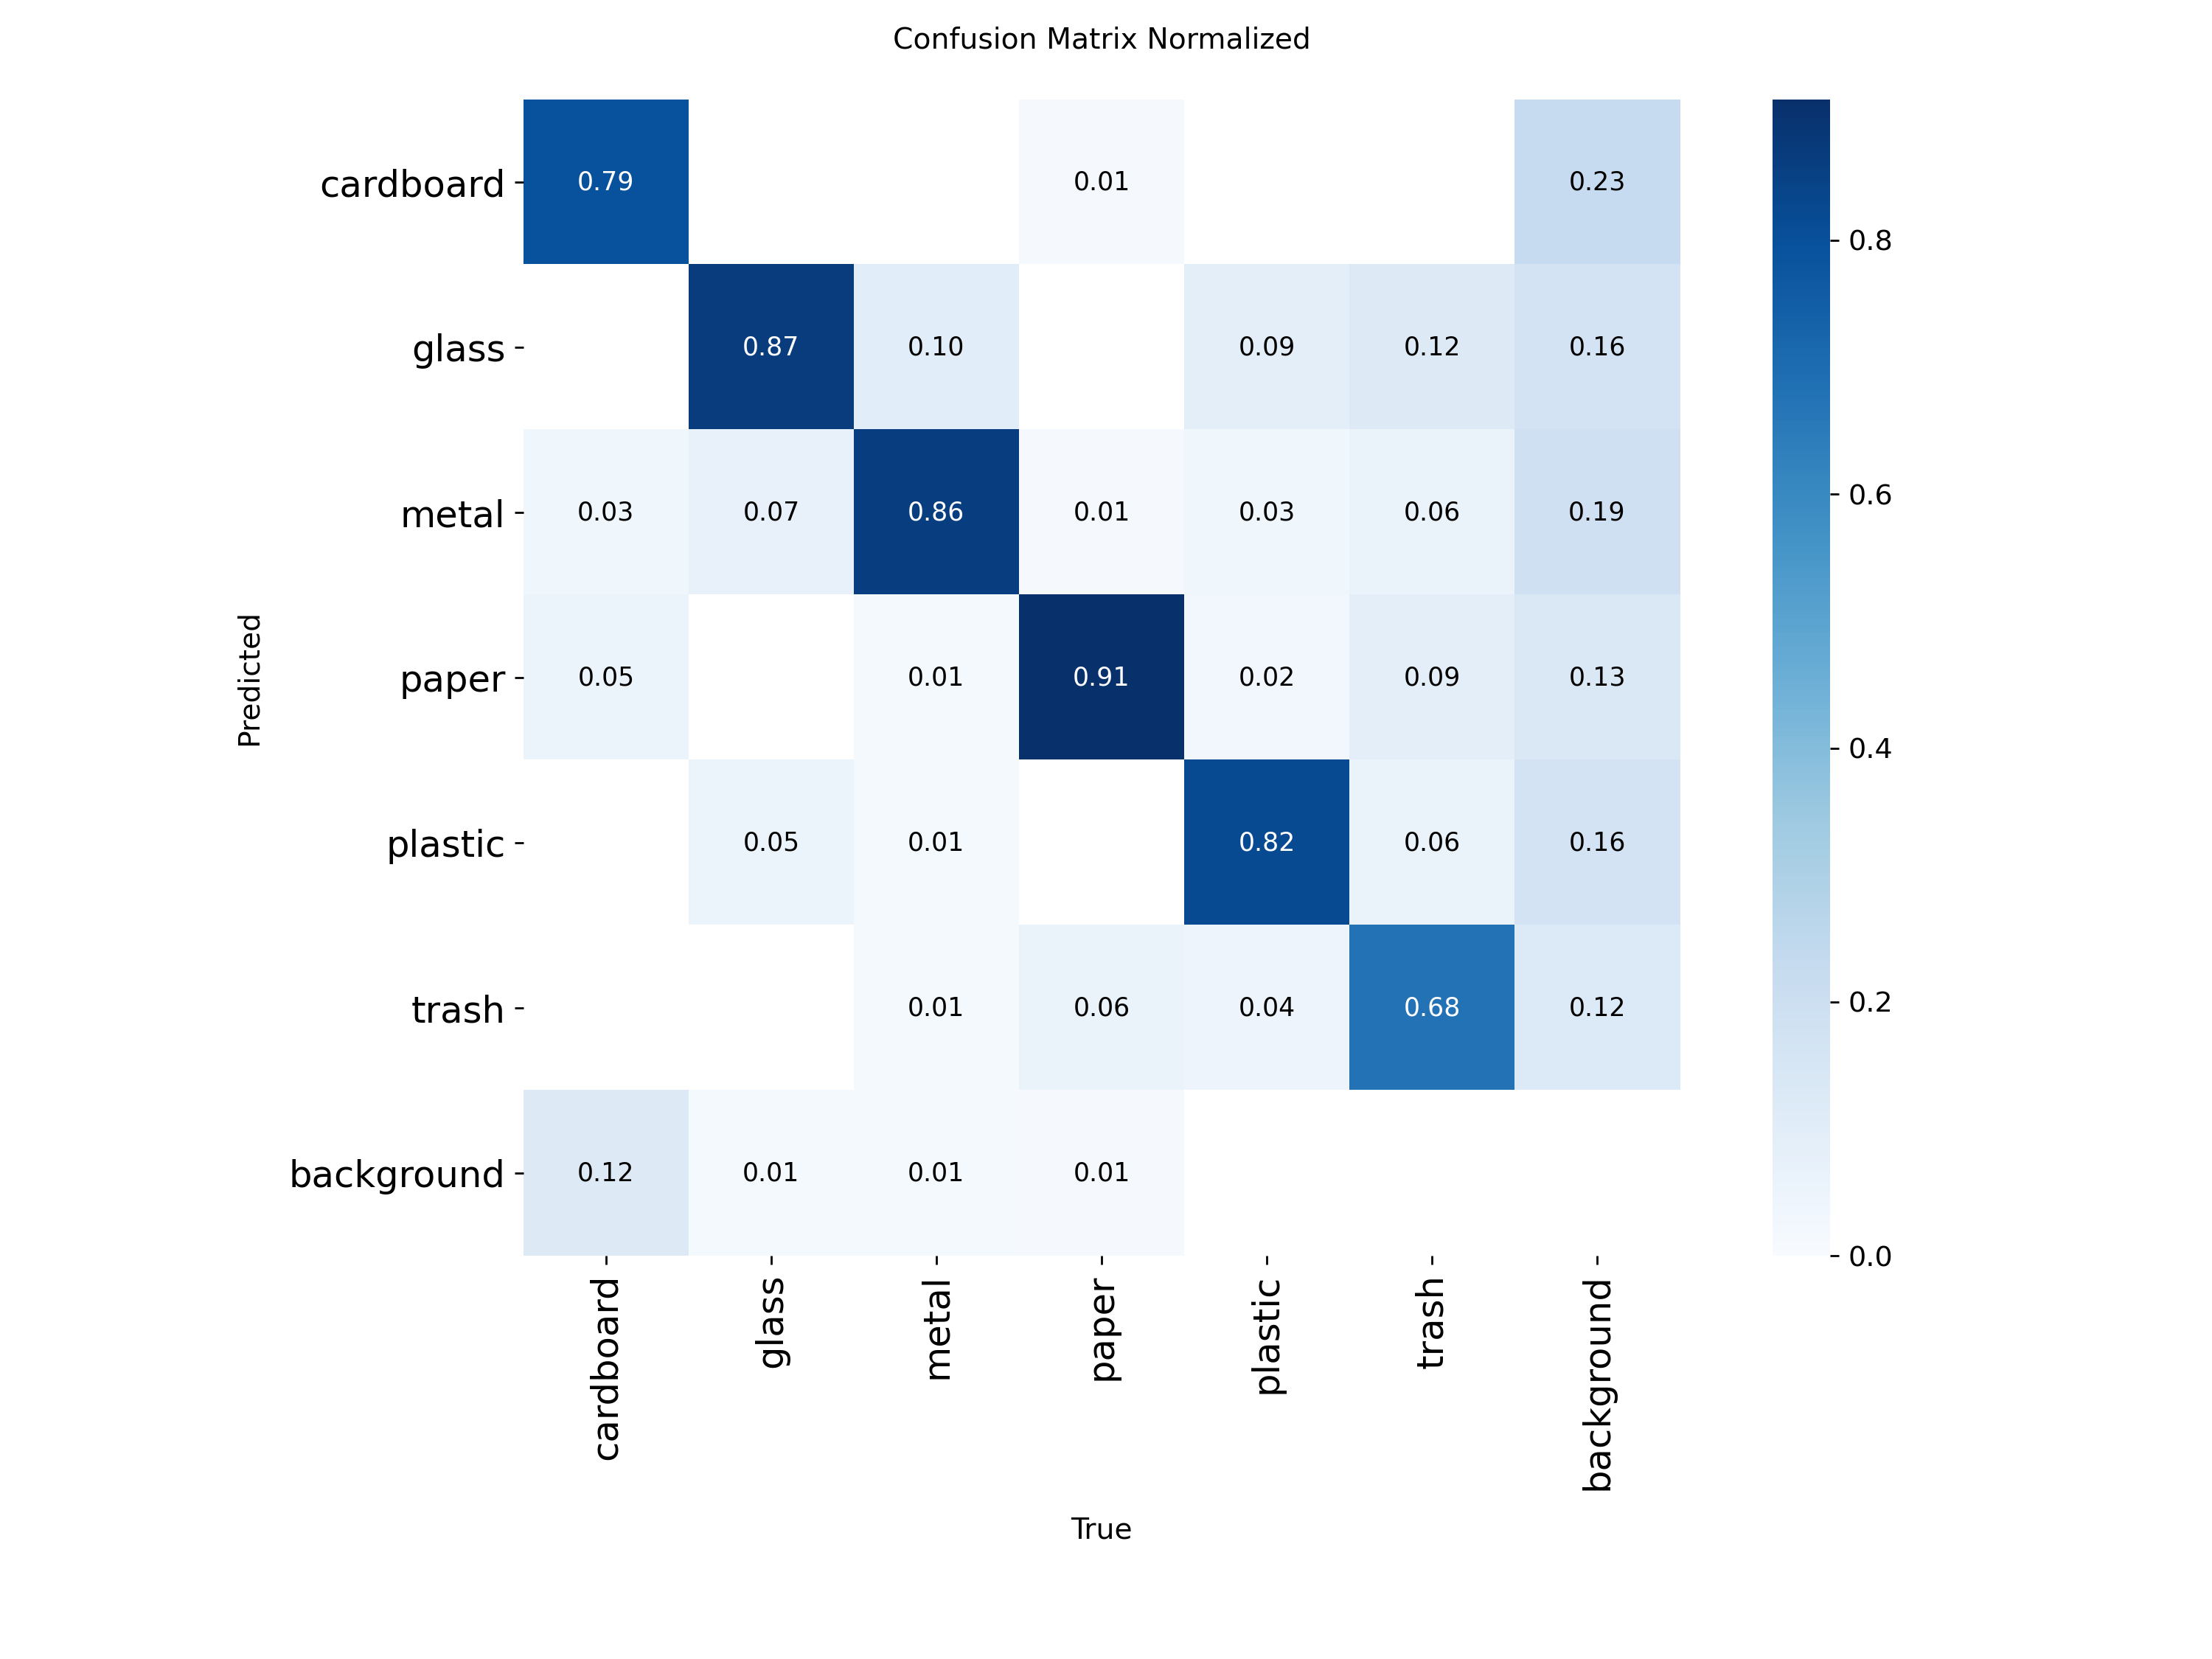 Confusion Matrix Normalized
cardboard 0.79 0.01 0.23
glass 0.87 0.10 0.09 0.12 0.16
metal 0.03 0.07 0.86 0.01 0.03 0.06 0.19
paper 0.05 0.01 0.91 0.02 0.09 0.13
plastic 0.05 0.01 0.82 0.06 0.16
trash 0.01 0.06 0.04 0.68 0.12
background 0.12 0.01 0.01 0.01
Predicted
cardboard
glass
metal
paper
plastic
trash
background
True
0.8
0.6
0.4
0.2
0.0